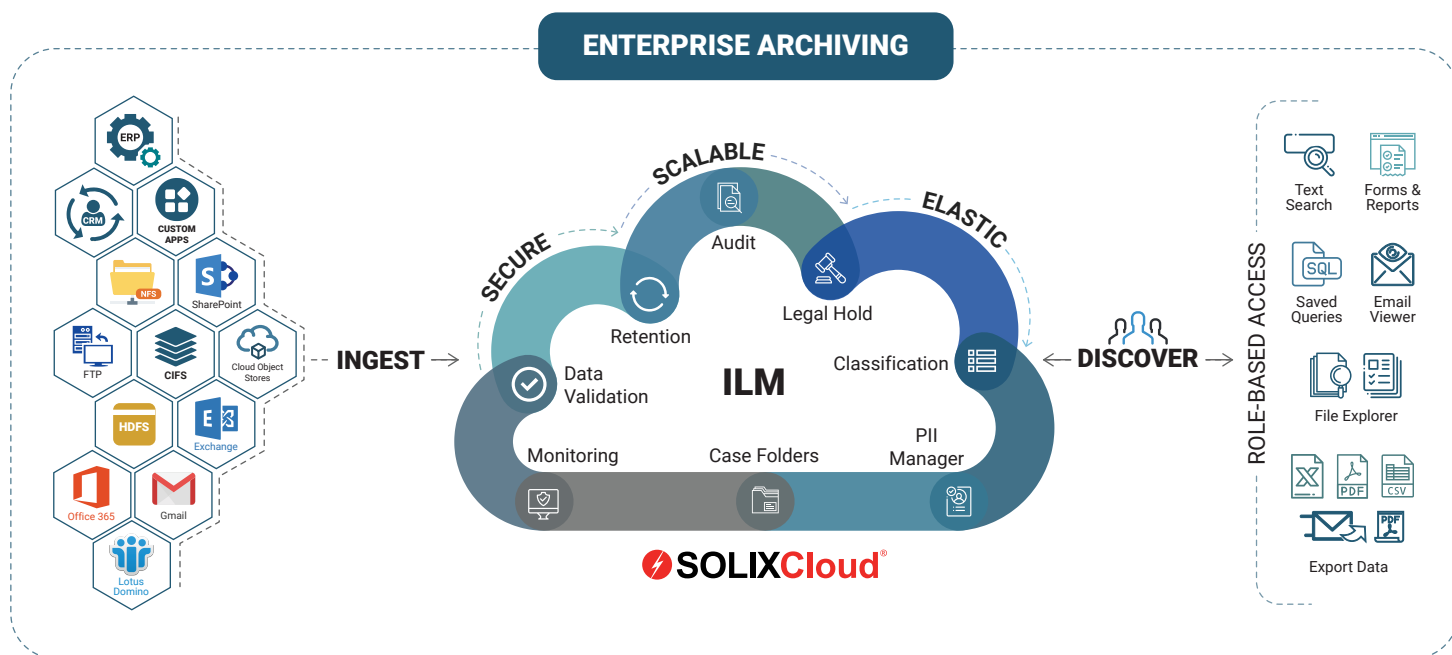 ENTERPRISE ARCHIVING
ERP
CRM
CUSTOM
APPS
NFS
S
SharePoint
FTP
CIFS
Cloud Object
Stores
HDFS
E
Exchange
Office 365
Gmail
Lotus
Domino
INGEST
SECURE
SCALABLE
ELASTIC
Audit
Retention
Legal Hold
Data
Validation
Classification
ILM
Monitoring
Case Folders
PII
Manager
SOLIXCloud®
DISCOVER
ROLE-BASED ACCESS
Text
Search
Forms &
Reports
SQL
Saved
Queries
Email
Viewer
File Explorer
X
PDF
CSV
PDF
Export Data